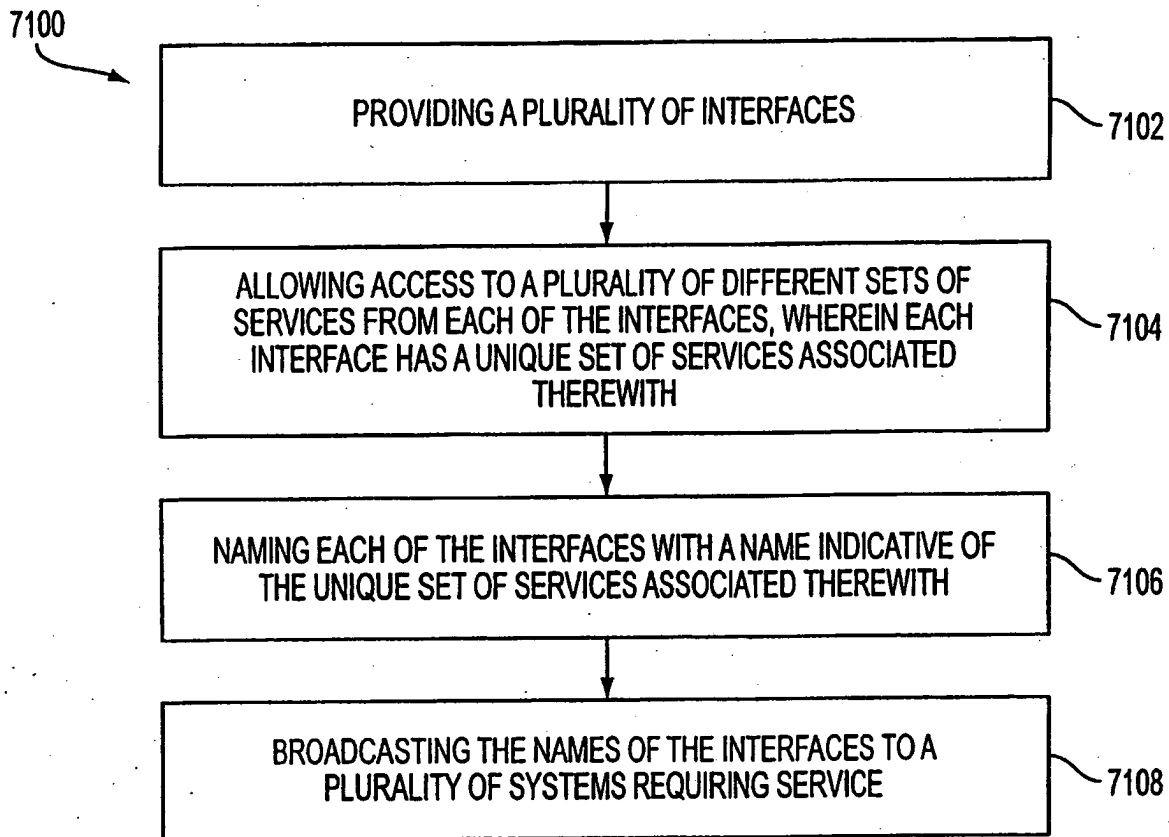 7100
PROVIDING A PLURALITY OF INTERFACES
7102
ALLOWING ACCESS TO A PLURALITY OF DIFFERENT SETS OF
SERVICES FROM EACH OF THE INTERFACES, WHEREIN EACH
INTERFACE HAS A UNIQUE SET OF SERVICES ASSOCIATED
THEREWITH
7104
NAMING EACH OF THE INTERFACES WITH A NAME INDICATIVE OF
THE UNIQUE SET OF SERVICES ASSOCIATED THEREWITH
7106
BROADCASTING THE NAMES OF THE INTERFACES TO A
PLURALITY OF SYSTEMS REQUIRING SERVICE
7108